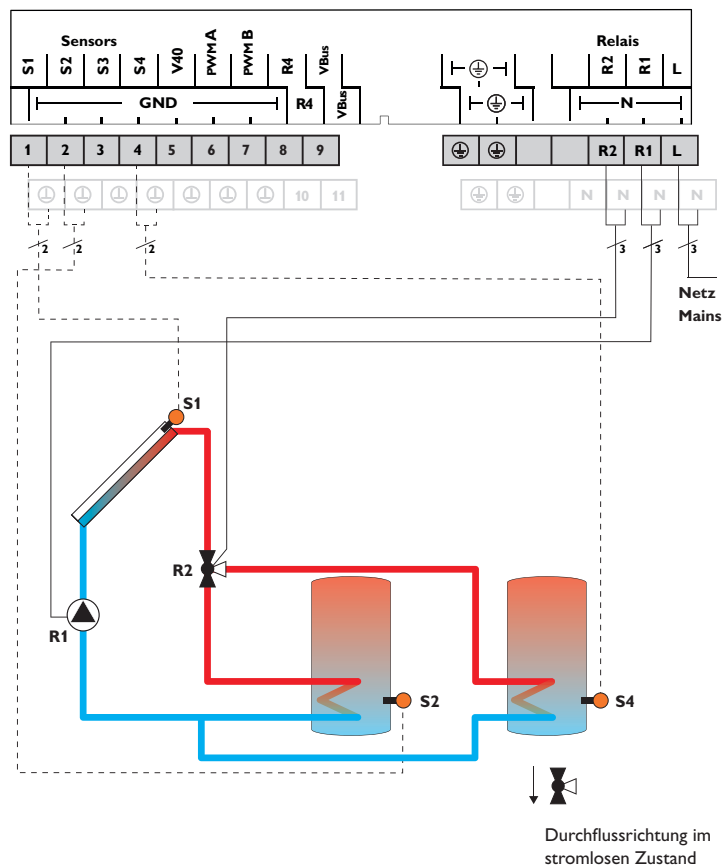 Sensors
Relais
S1 S2 S3 S4 V40 PWM A PWM B R4 VBus
R2 R1 L
GND
R4 VBus
N
1 2 3 4 5 6 7 8 9
R2 R1 L
10 11
N N N N
2 2 2
3 3 3
Netz
Mains
S1
R2
R1
S2
S4
Durchflussrichtung im
stromlosen Zustand